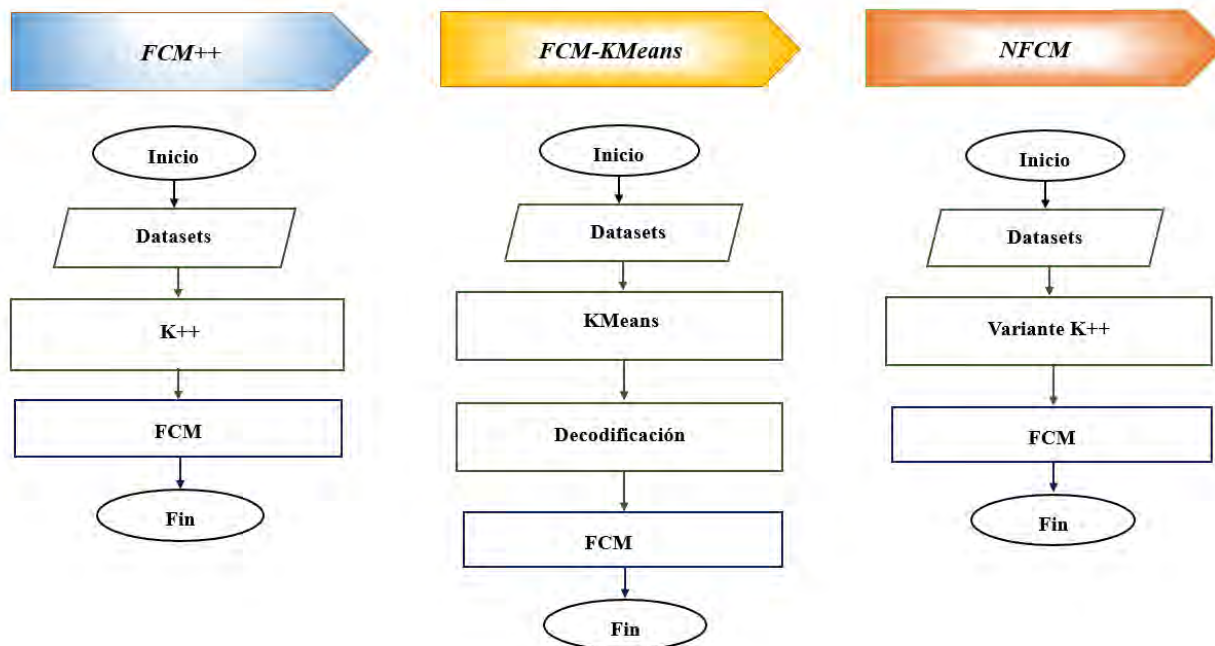 FCM++
Inicio
Datasets
K++
FCM
Fin
FCM-KMeans
Inicio
Datasets
KMeans
Decodificación
FCM
Fin
NFCM
Inicio
Datasets
Variante K++
FCM
Fin